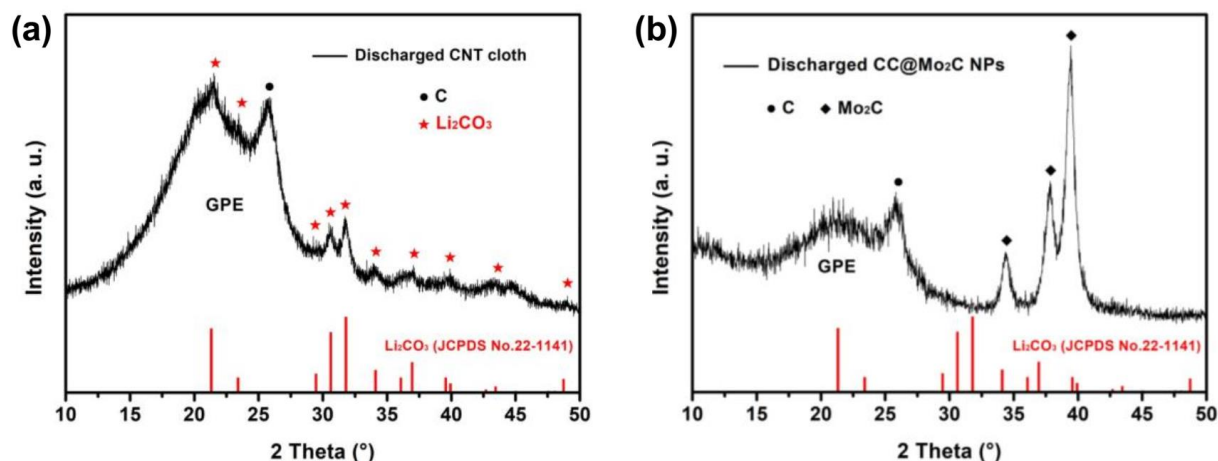 (a)
Discharged CNT cloth
C
Li₂CO₃
GPE
Li₂CO₃ (JCPDS No.22-1141)
Intensity (a. u.)
10 15 20 25 30 35 40 45 50
2 Theta (°)
(b)
Discharged CC@Mo₂C NPs
C Mo₂C
GPE
Li₂CO₃ (JCPDS No.22-1141)
Intensity (a. u.)
10 15 20 25 30 35 40 45 50
2 Theta (°)